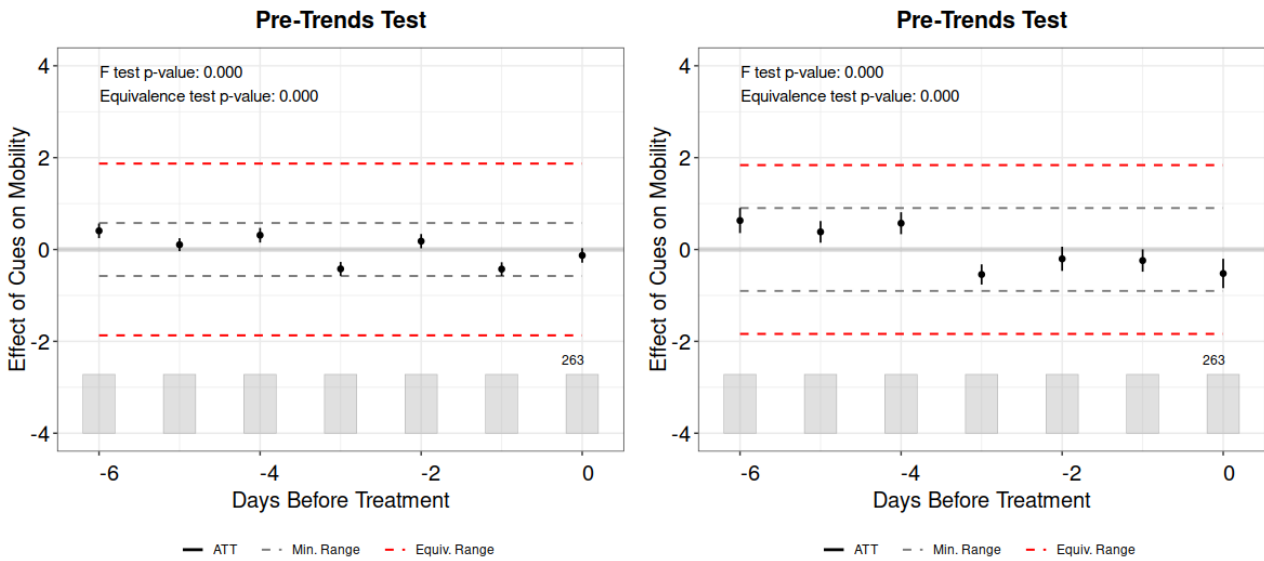 Pre-Trends Test
F test p-value: 0.000
Equivalence test p-value: 0.000
Effect of Cues on Mobility
4
2
0
-2
-4
263
-6
-4
-2
0
Days Before Treatment
ATT
Min. Range
Equiv. Range
Pre-Trends Test
F test p-value: 0.000
Equivalence test p-value: 0.000
Effect of Cues on Mobility
4
2
0
-2
-4
263
-6
-4
-2
0
Days Before Treatment
ATT
Min. Range
Equiv. Range